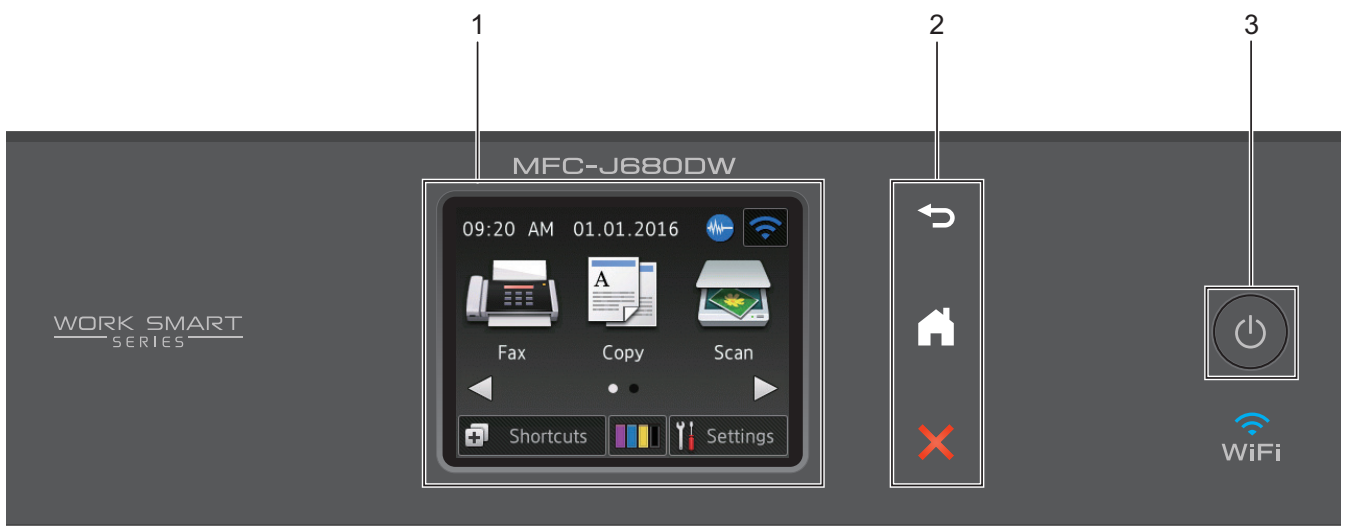 1 2 3
MFC-J680DW
09:20 AM 01.01.2016
A
Fax Copy Scan
Shortcuts Settings
WORK SMART
SERIES
WiFi